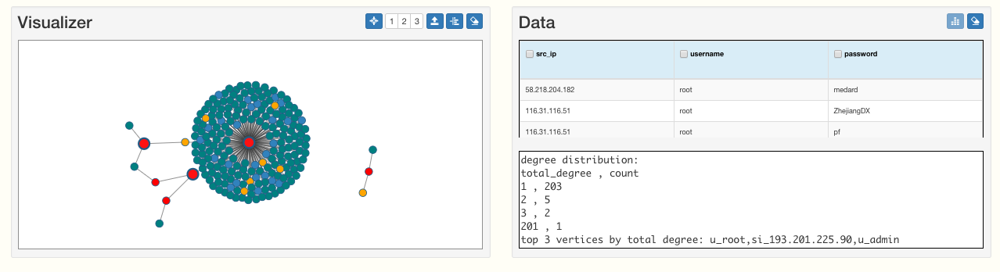 Visualizer
1 2 3
Data
src_ip username password
58.218.204.182 root medard
116.31.116.51 root ZhejiangDX
116.31.116.51 root pf
degree distribution:
total_degree , count
1 , 203
2 , 5
3 , 2
201 , 1
top 3 vertices by total degree: u_root,si_193.201.225.90,u_admin